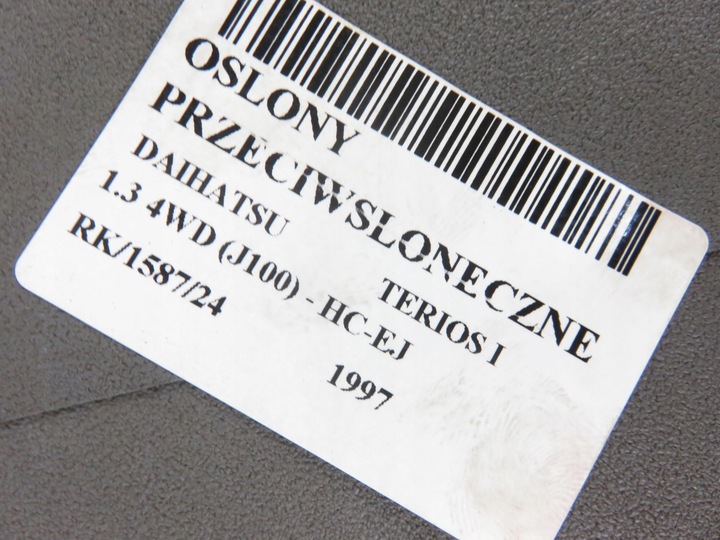 OSLONY
PRZECIWSLONECZNE
DAIHATSU TERIOS I
1.3 4WD (J100) - HC-EJ
RK/1587/24 1997